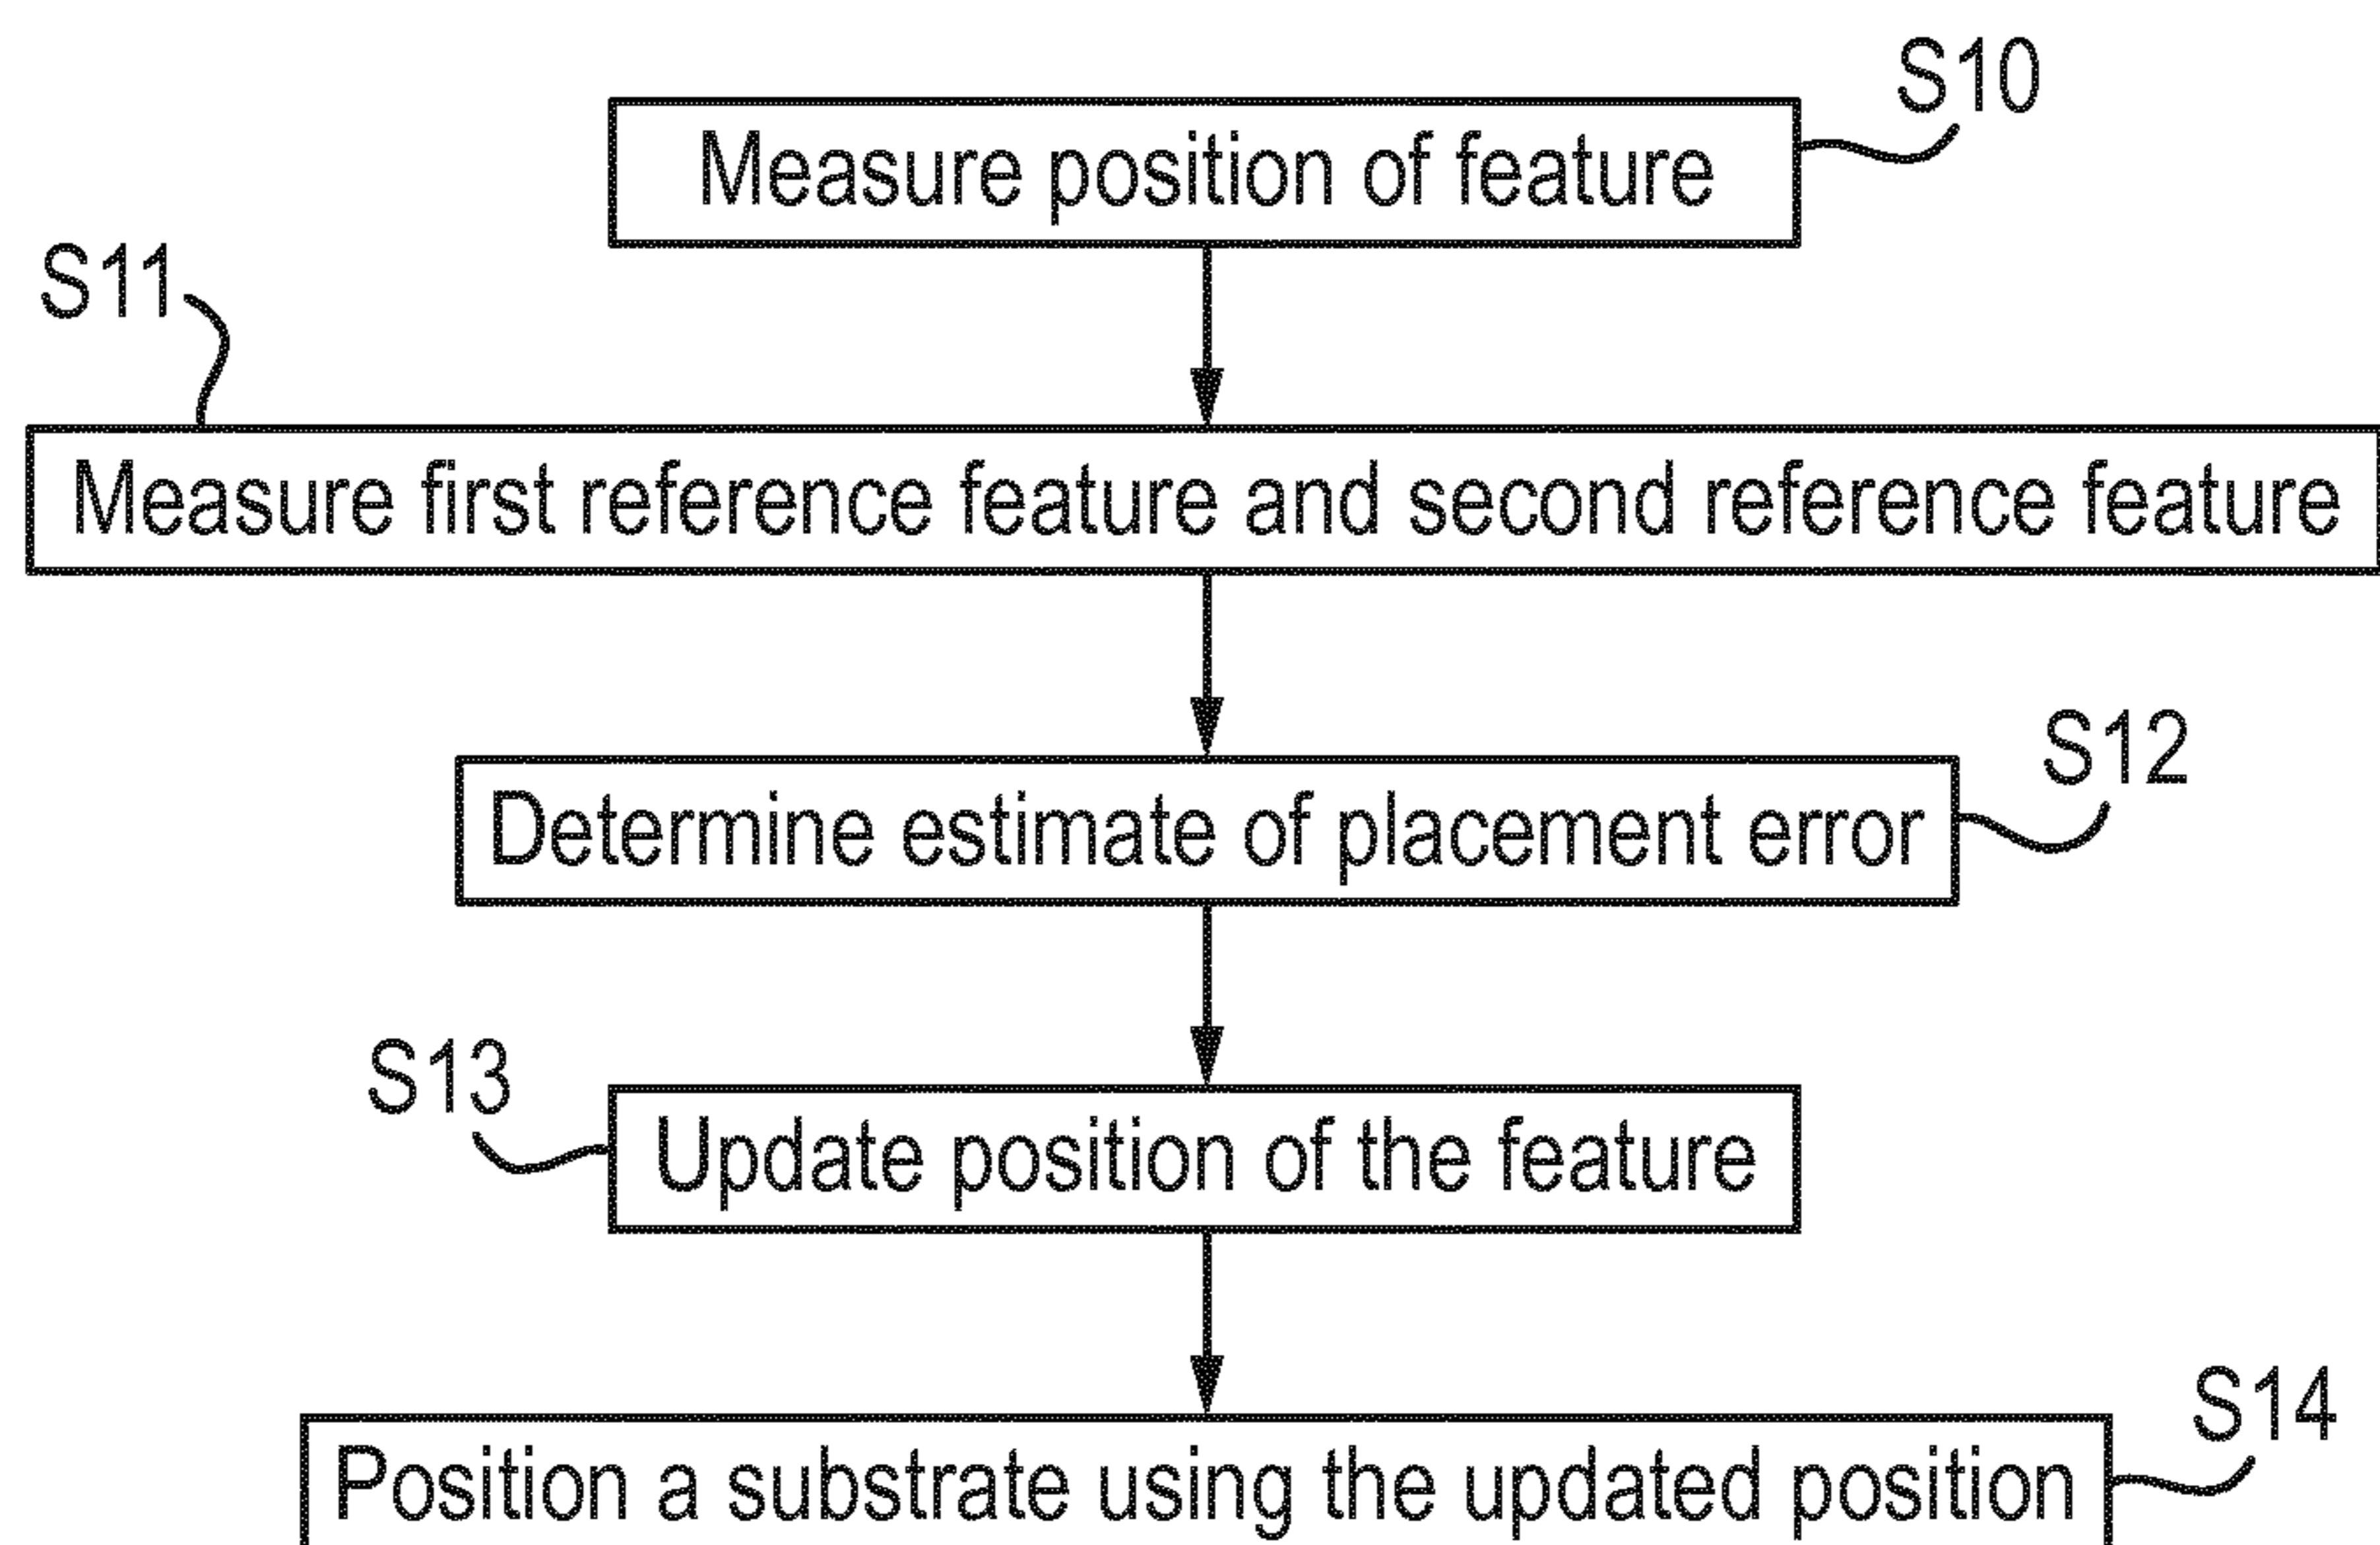 S10
Measure position of feature
S11
Measure first reference feature and second reference feature
S12
Determine estimate of placement error
S13
Update position of the feature
S14
Position a substrate using the updated position